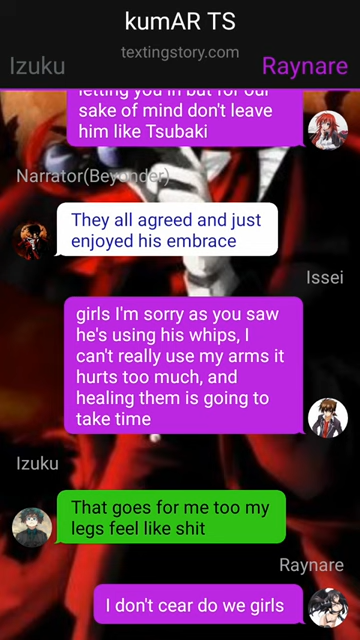 kumAR TS
textingstory.com
Izuku
Raynare
letting you in but for our
sake of mind don't leave
him like Tsubaki
Narrator(Beyonder)
They all agreed and just
enjoyed his embrace
Issei
girls I'm sorry as you saw
he's using his whips, I
can't really use my arms it
hurts too much, and
healing them is going to
take time
Izuku
That goes for me too my
legs feel like shit
Raynare
I don't cear do we girls